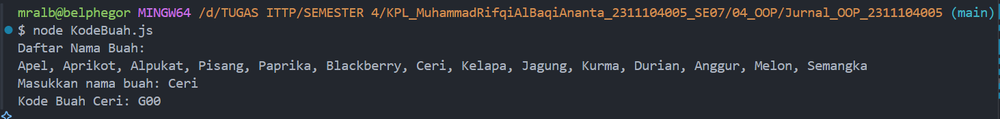 mralb@belphegor MINGW64 /d/TUGAS ITTP/SEMESTER 4/KPL_MuhammadRifqiAlBaqiAnanta_2311104005_SE07/04_OOP/Jurnal_OOP_2311104005 (main)
$ node KodeBuah.js
Daftar Nama Buah:
Apel, Aprikot, Alpukat, Pisang, Paprika, Blackberry, Ceri, Kelapa, Jagung, Kurma, Durian, Anggur, Melon, Semangka
Masukkan nama buah: Ceri
Kode Buah Ceri: G00